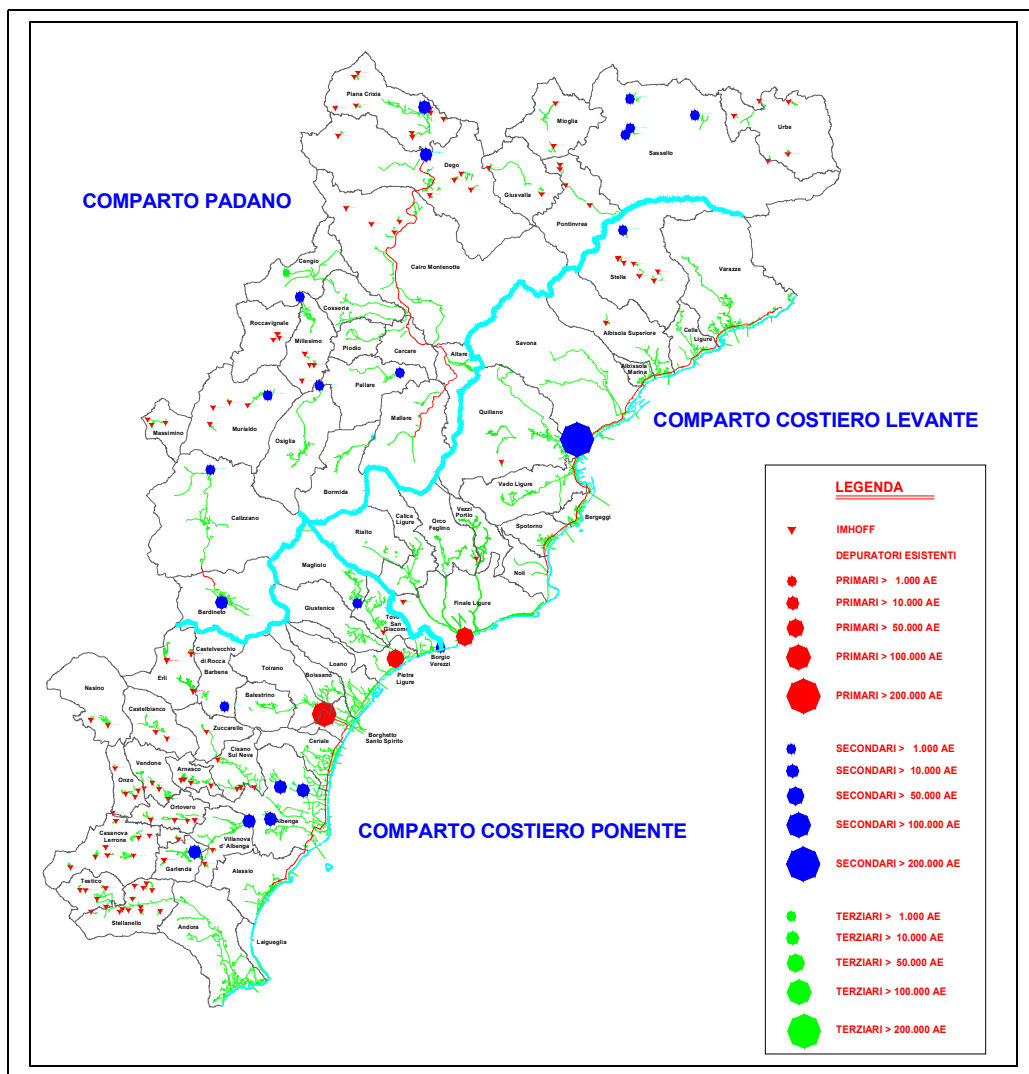 Piana Crixia
Mioglia
Urbe
Sassello
Dego
Giusvalla
COMPARTO PADANO
Pontinvrea
Cengio
Cairo Montenotte
Stella
Varazze
Cosseria
Roccavignale
Millesimo
Plodio
Carcare
Altare
Savona
Albisola Superiore
Celle
Ligure
Albissola
Marina
Pallare
Mallare
Quiliano
COMPARTO COSTIERO LEVANTE
Massimino
Murialdo
Osiglia
Bormida
Vado Ligure
Calizzano
Calice
Ligure
Orco
Feglino
Vezzi
Portio
Spotorno
Bergeggi
Rialto
Noli
Magliolo
Bardineto
Giustenice
Tovo
San
Giacomo
Finale Ligure
Borgio
Verezzi
Pietra
Ligure
Castelvecchio
di Rocca
Barbena
Toirano
Loano
Boissano
Erli
Nasino
Castelbianco
Balestrino
Zuccarello
Borghetto
Santo Spirito
Ceriale
Cisano
Sul Neva
Vendone
Arnasco
Onzo
Ortovero
Casanova
Lerrone
Villanova
d' Albenga
Albenga
COMPARTO COSTIERO PONENTE
Garlenda
Alassio
Testico
Stellanello
Andora
Laigueglia
LEGENDA
IMHOFF
DEPURATORI ESISTENTI
PRIMARI > 1.000 AE
PRIMARI > 10.000 AE
PRIMARI > 50.000 AE
PRIMARI > 100.000 AE
PRIMARI > 200.000 AE
SECONDARI > 1.000 AE
SECONDARI > 10.000 AE
SECONDARI > 50.000 AE
SECONDARI > 100.000 AE
SECONDARI > 200.000 AE
TERZIARI > 1.000 AE
TERZIARI > 10.000 AE
TERZIARI > 50.000 AE
TERZIARI > 100.000 AE
TERZIARI > 200.000 AE